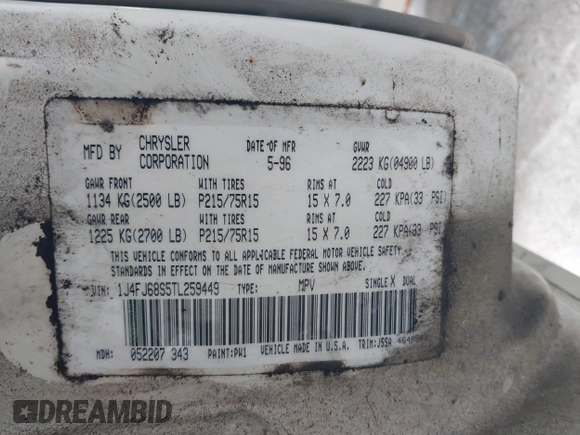 MFD BY CHRYSLER CORPORATION DATE OF MFR 5-96 GVWR 2223 KG(04900 LB)
GAWR FRONT WITH TIRES RIMS AT COLD
1134 KG(2500 LB) P215/75R15 15 X 7.0 227 KPA(33 PSI)
GAWR REAR WITH TIRES RIMS AT COLD
1225 KG(2700 LB) P215/75R15 15 X 7.0 227 KPA(33 PSI)
THIS VEHICLE CONFORMS TO ALL APPLICABLE FEDERAL MOTOR VEHICLE SAFETY
STANDARDS IN EFFECT ON THE DATE OF MANUFACTURE SHOWN ABOVE.
VIN: 1J4FJ68S5TL259449 TYPE: MPV SINGLE X DUAL
MDH: 052207 343 PAINT:PW1 VEHICLE MADE IN U.S.A. TRIM:J5SA
© DREAMBID